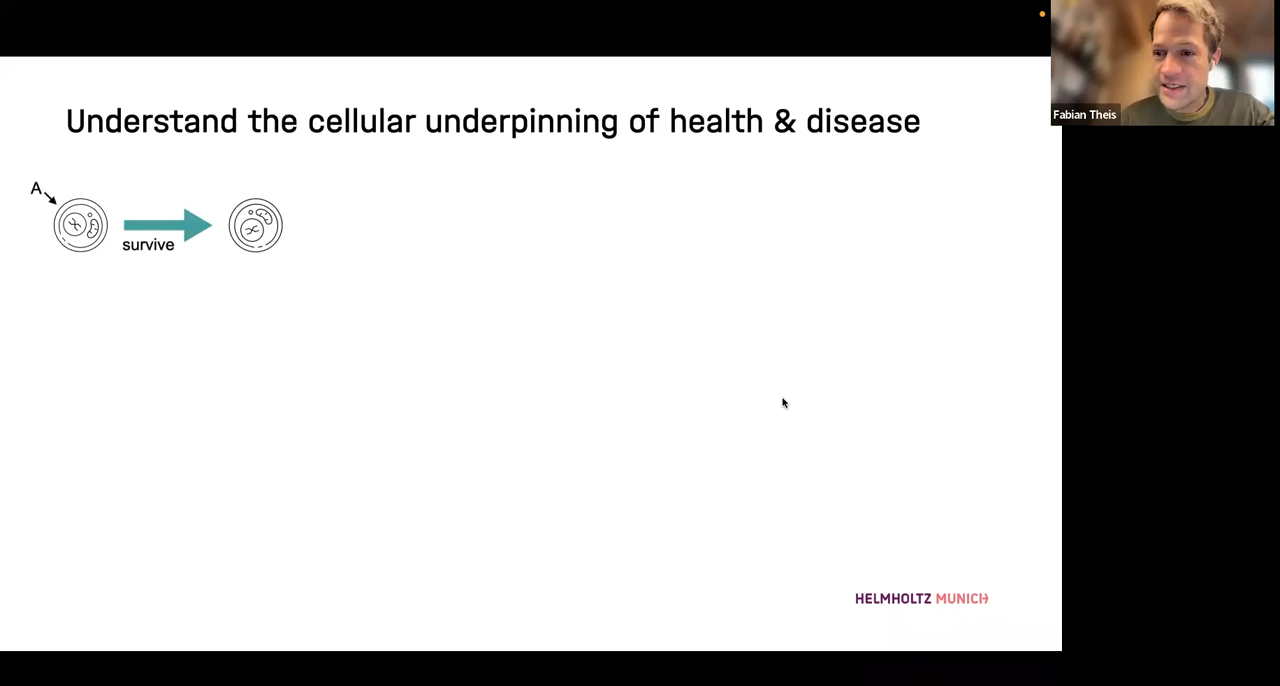 Fabian Theis
Understand the cellular underpinning of health & disease
A
survive
HELMHOLTZ MUNICH